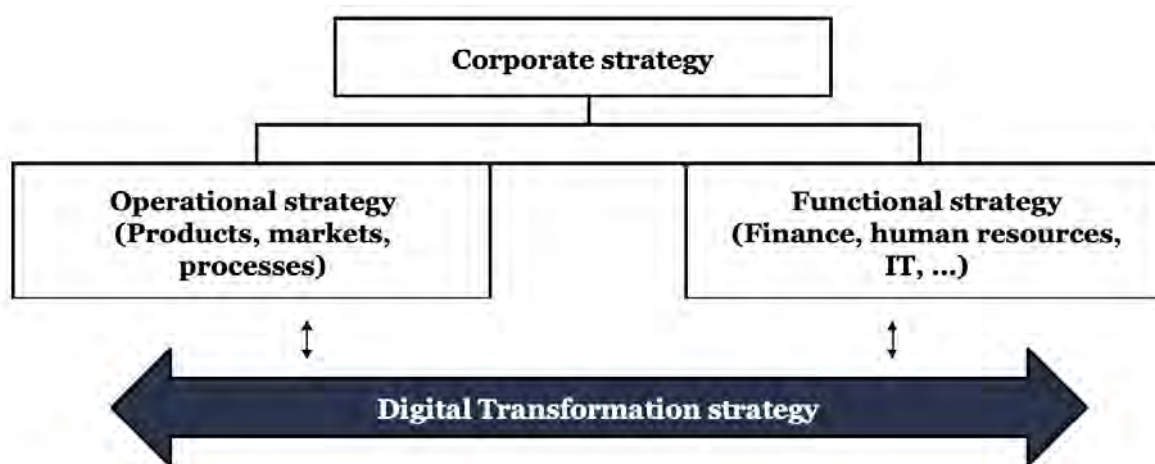 Corporate strategy
Operational strategy
(Products, markets,
processes)
Functional strategy
(Finance, human resources,
IT, ...)
Digital Transformation strategy